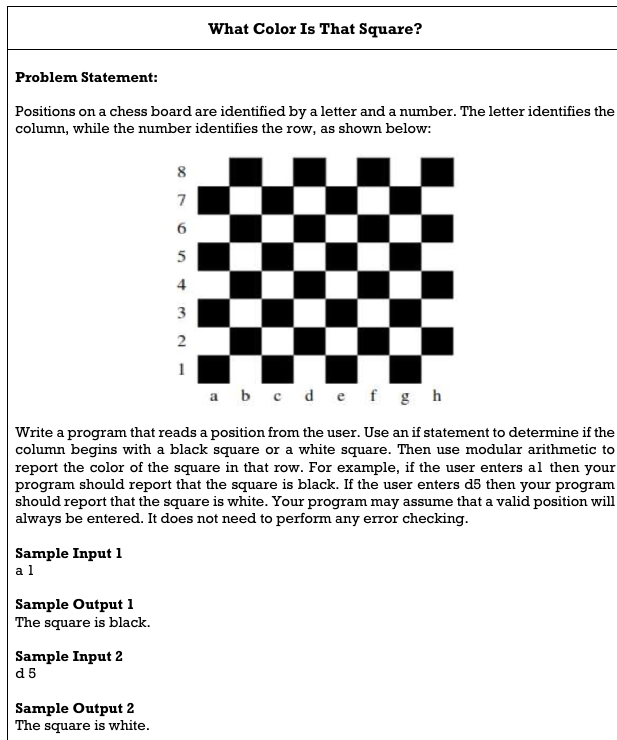 What Color Is That Square?
Problem Statement:
Positions on a chess board are identified by a letter and a number. The letter identifies the
column, while the number identifies the row, as shown below:
8
7
6
5
4
3
2
1
a b c d e f g h
Write a program that reads a position from the user. Use an if statement to determine if the
column begins with a black square or a white square. Then use modular arithmetic to
report the color of the square in that row. For example, if the user enters a1 then your
program should report that the square is black. If the user enters d5 then your program
should report that the square is white. Your program may assume that a valid position will
always be entered. It does not need to perform any error checking.
Sample Input 1
a 1
Sample Output 1
The square is black.
Sample Input 2
d 5
Sample Output 2
The square is white.